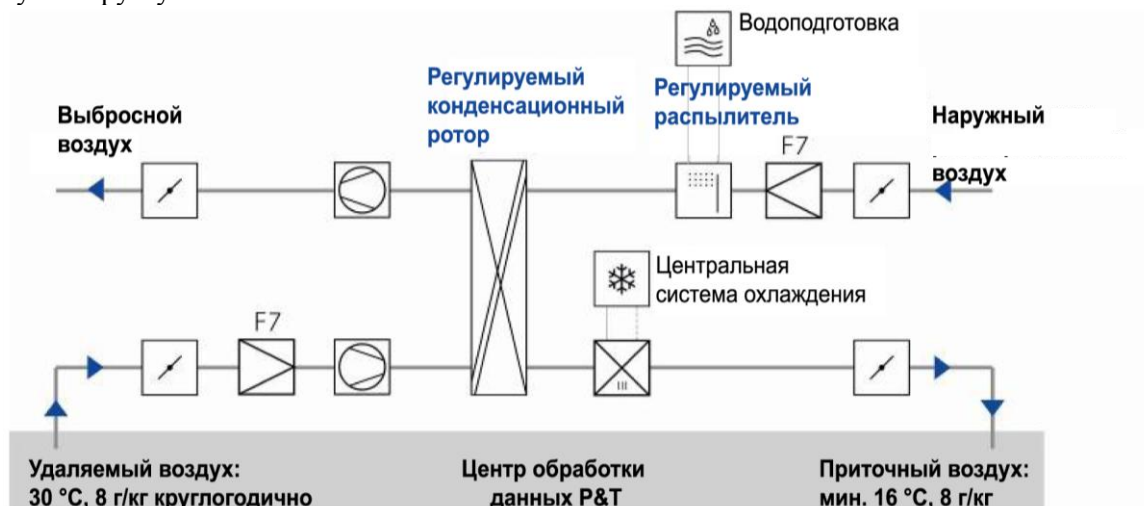 Водоподготовка
Регулируемый
конденсационный
ротор
Регулируемый
распылитель
Выбросной
воздух
Наружный
воздух
F7
Центральная
система охлаждения
F7
Удаляемый воздух:
30 °C, 8 г/кг круглогодично
Центр обработки
данных P&T
Приточный воздух:
мин. 16 °C, 8 г/кг